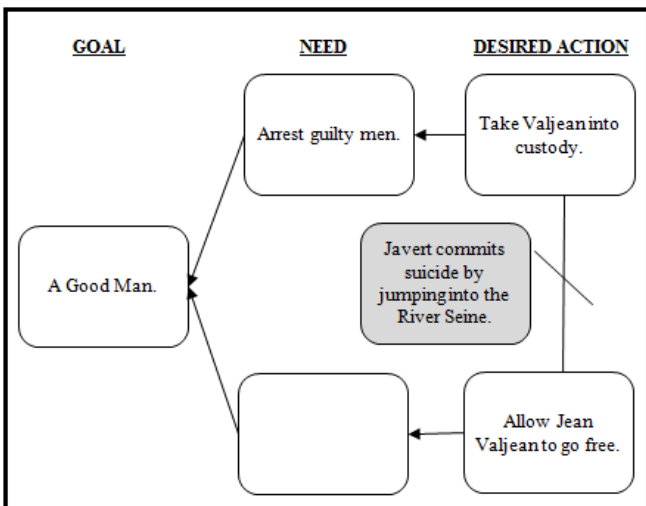 GOAL
NEED
DESIRED ACTION
Arrest guilty men.
Take Valjean into
custody.
A Good Man.
Javert commits
suicide by
jumping into the
River Seine.
Allow Jean
Valjean to go free.